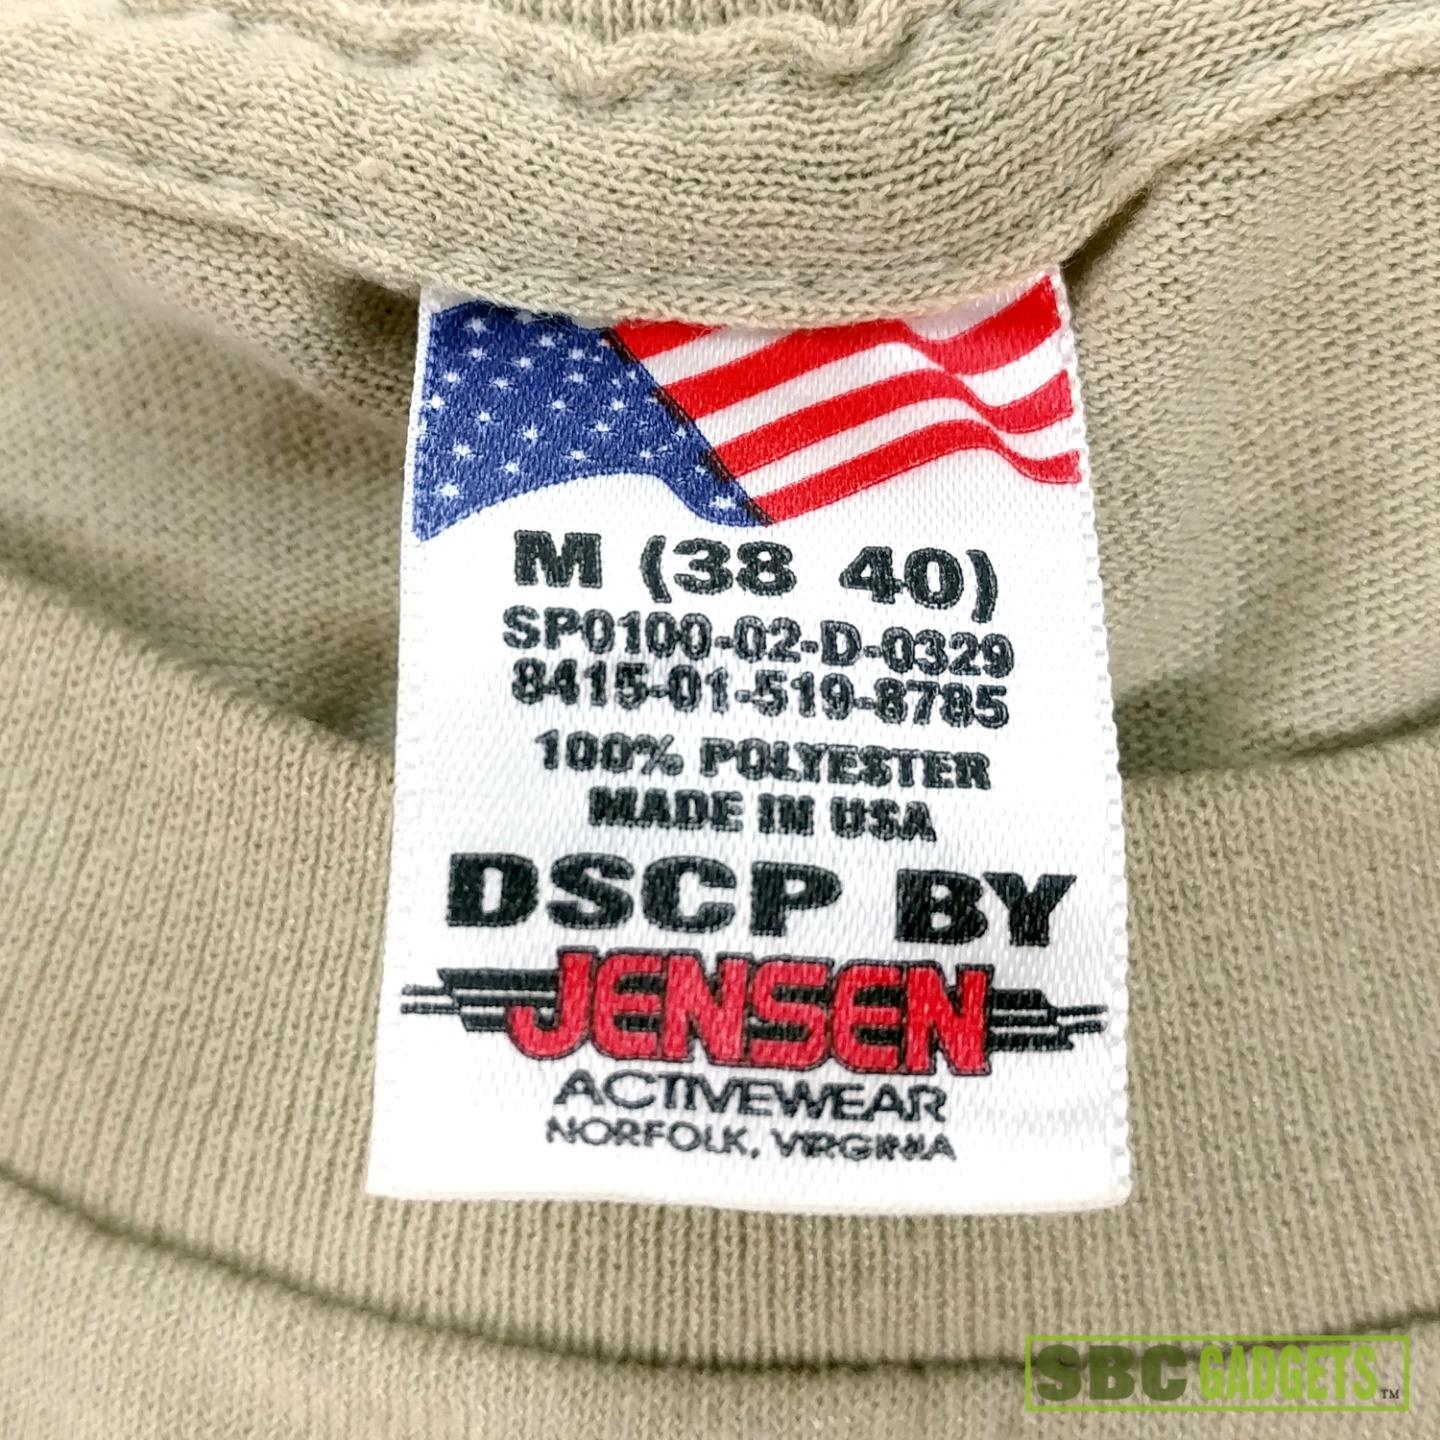 M (38 40)
SP0100-02-D-0329
8415-01-519-8785
100% POLYESTER
MADE IN USA
DSCP BY
JENSEN
ACTIVEWEAR
NORFOLK, VIRGINIA
SBC GADGETS™